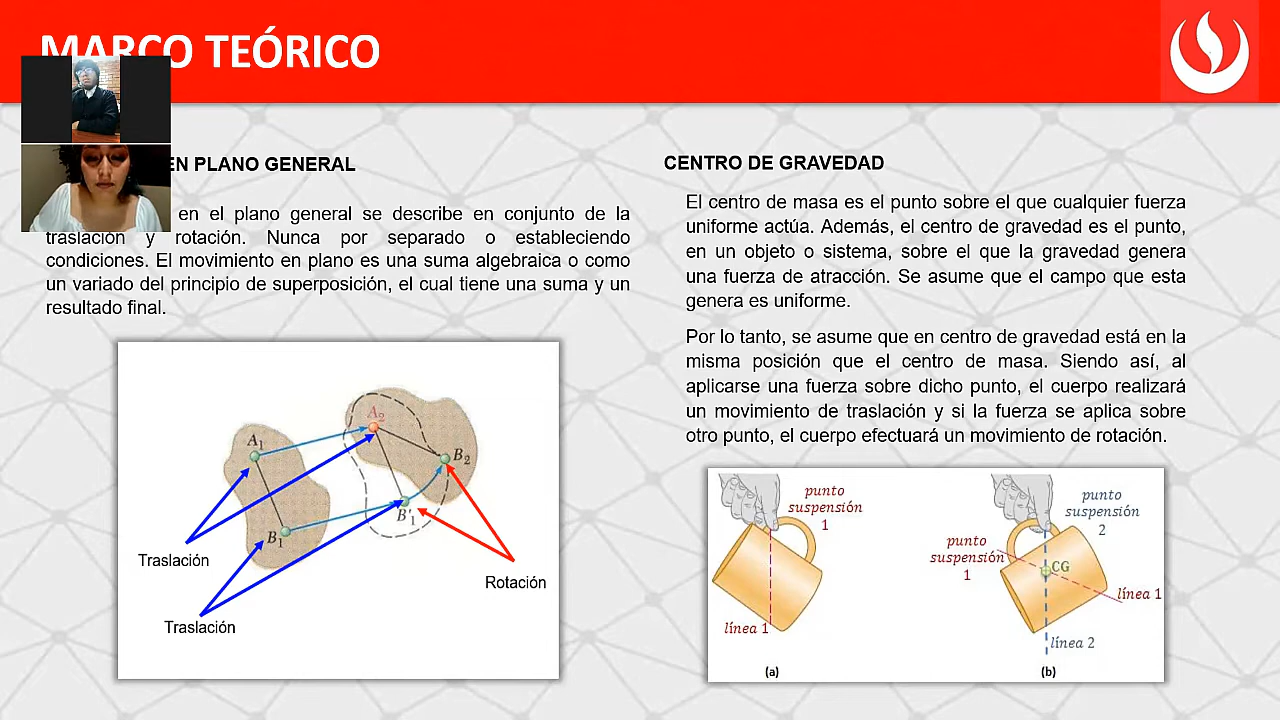 MARCO TEÓRICO
EN PLANO GENERAL
en el plano general se describe en conjunto de la
traslación y rotación. Nunca por separado o estableciendo
condiciones. El movimiento en plano es una suma algebraica o como
un variado del principio de superposición, el cual tiene una suma y un
resultado final.
A1
B1
A2
B2
B'1
Traslación
Traslación
Rotación
CENTRO DE GRAVEDAD
El centro de masa es el punto sobre el que cualquier fuerza
uniforme actúa. Además, el centro de gravedad es el punto,
en un objeto o sistema, sobre el que la gravedad genera
una fuerza de atracción. Se asume que el campo que esta
genera es uniforme.
Por lo tanto, se asume que en centro de gravedad está en la
misma posición que el centro de masa. Siendo así, al
aplicarse una fuerza sobre dicho punto, el cuerpo realizará
un movimiento de traslación y si la fuerza se aplica sobre
otro punto, el cuerpo efectuará un movimiento de rotación.
punto
suspensión
1
línea 1
(a)
punto
suspensión
2
punto
suspensión
1
CG
línea 1
línea 2
(b)